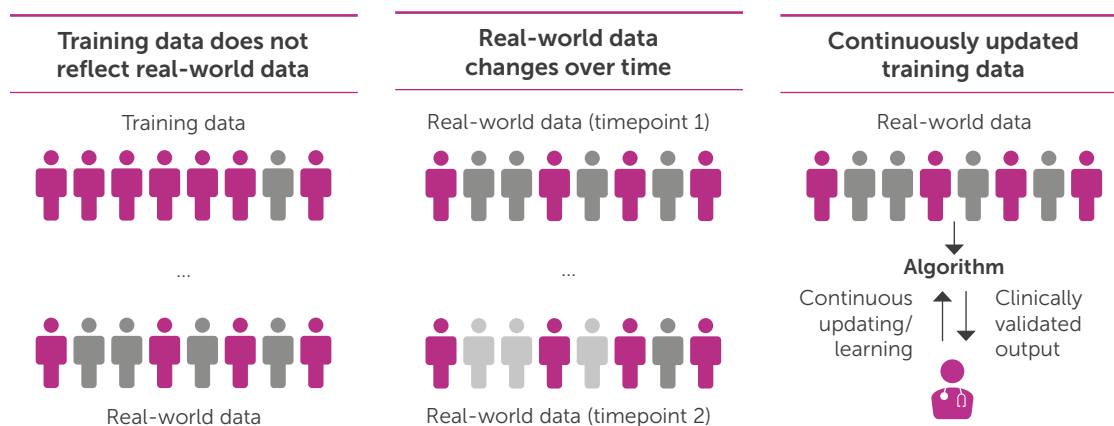 Training data does not
reflect real-world data
Training data
...
Real-world data
Real-world data
changes over time
Real-world data (timepoint 1)
...
Real-world data (timepoint 2)
Continuously updated
training data
Real-world data
Algorithm
Continuous
updating/
learning
Clinically
validated
output